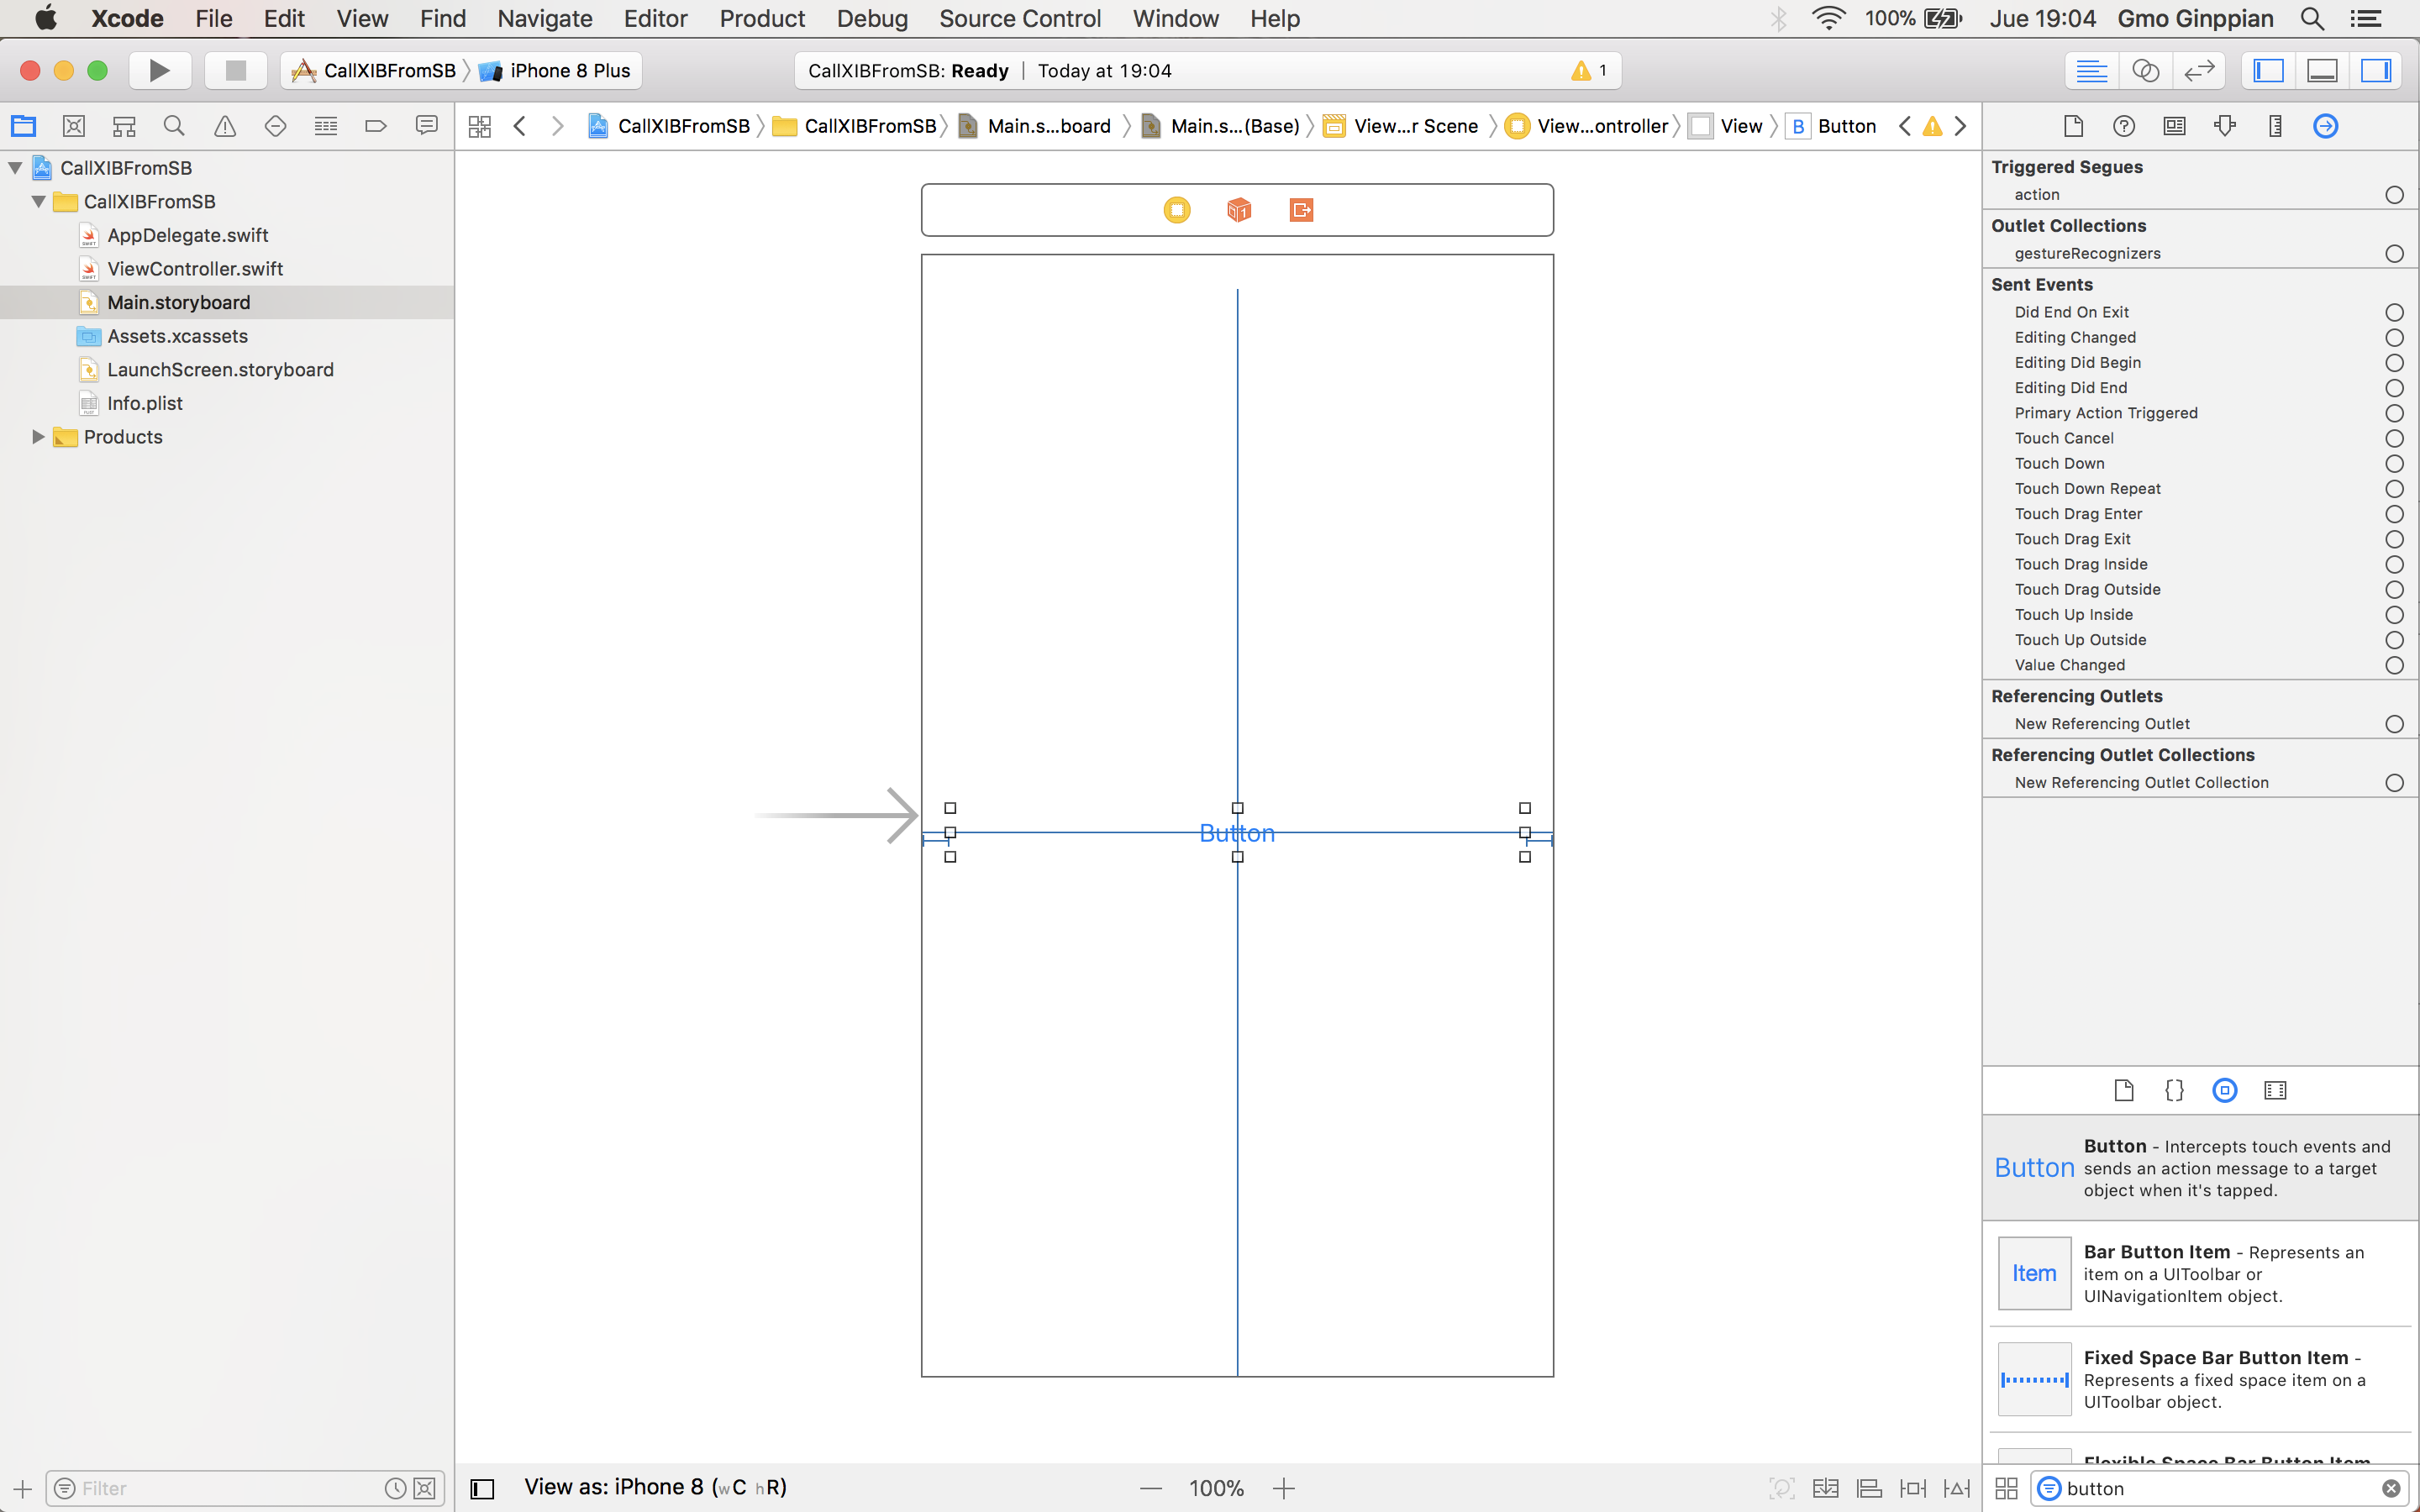 Xcode File Edit View Find Navigate Editor Product Debug Source Control Window Help 100% Jue 19:04 Gmo Ginppian
CallXIBFromSB iPhone 8 Plus CallXIBFromSB: Ready | Today at 19:04 1
CallXIBFromSB CallXIBFromSB Main.s...board Main.s...(Base) View...r Scene View...ontroller View B Button
CallXIBFromSB
CallXIBFromSB
AppDelegate.swift
ViewController.swift
Main.storyboard
Assets.xcassets
LaunchScreen.storyboard
Info.plist
Products
Filter
Button
View as: iPhone 8 (wC hR) 100%
Triggered Segues
action
Outlet Collections
gestureRecognizers
Sent Events
Did End On Exit
Editing Changed
Editing Did Begin
Editing Did End
Primary Action Triggered
Touch Cancel
Touch Down
Touch Down Repeat
Touch Drag Enter
Touch Drag Exit
Touch Drag Inside
Touch Drag Outside
Touch Up Inside
Touch Up Outside
Value Changed
Referencing Outlets
New Referencing Outlet
Referencing Outlet Collections
New Referencing Outlet Collection
Button
Button - Intercepts touch events and
sends an action message to a target
object when it's tapped.
Item
Bar Button Item - Represents an
item on a UIToolbar or
UINavigationItem object.
Fixed Space Bar Button Item -
Represents a fixed space item on a
UIToolbar object.
Flexible Space Bar Button Item
button